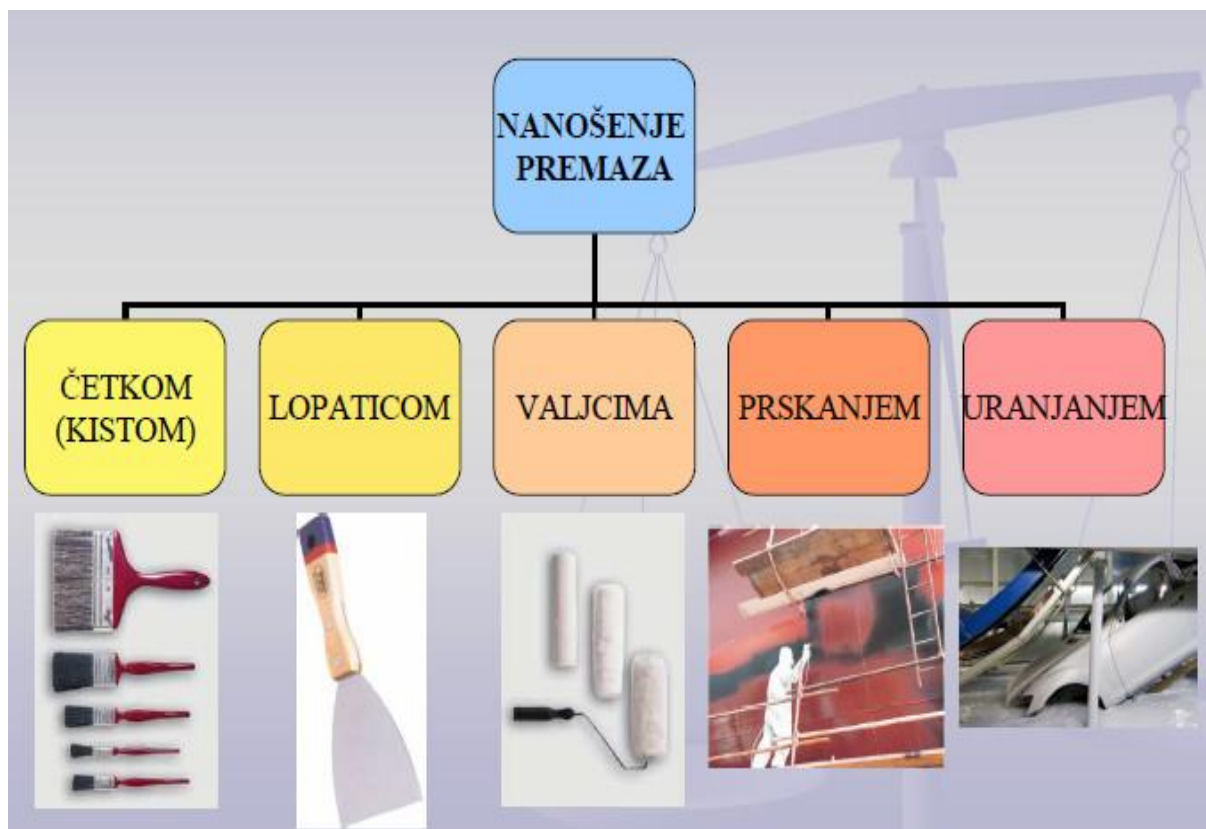 NANOŠENJE
PREMAZA
ČETKOM
(KISTOM)
LOPATICOM
VALJCIMA
PRSKANJEM
URANJANJEM